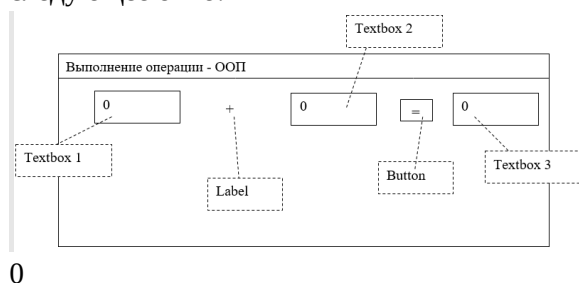 Textbox 2
Выполнение операции - ООП
0 + 0 = 0
Textbox 1
Textbox 3
Button
Label
0